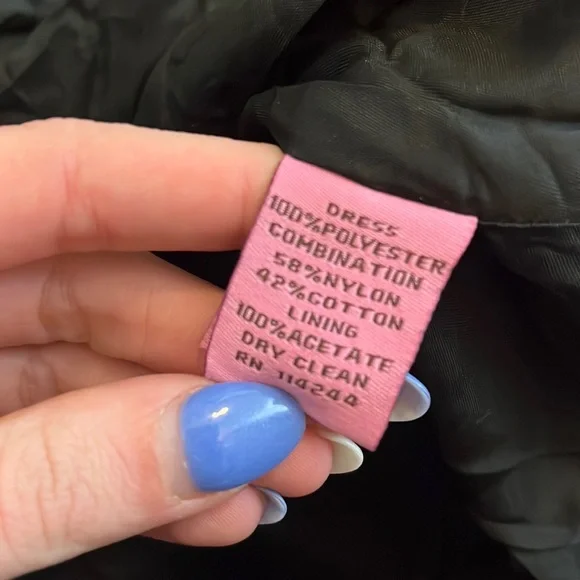 DRESS
100%POLYESTER
COMBINATION
58%NYLON
42%COTTON
LINING
100%ACETATE
DRY CLEAN
RN 114244